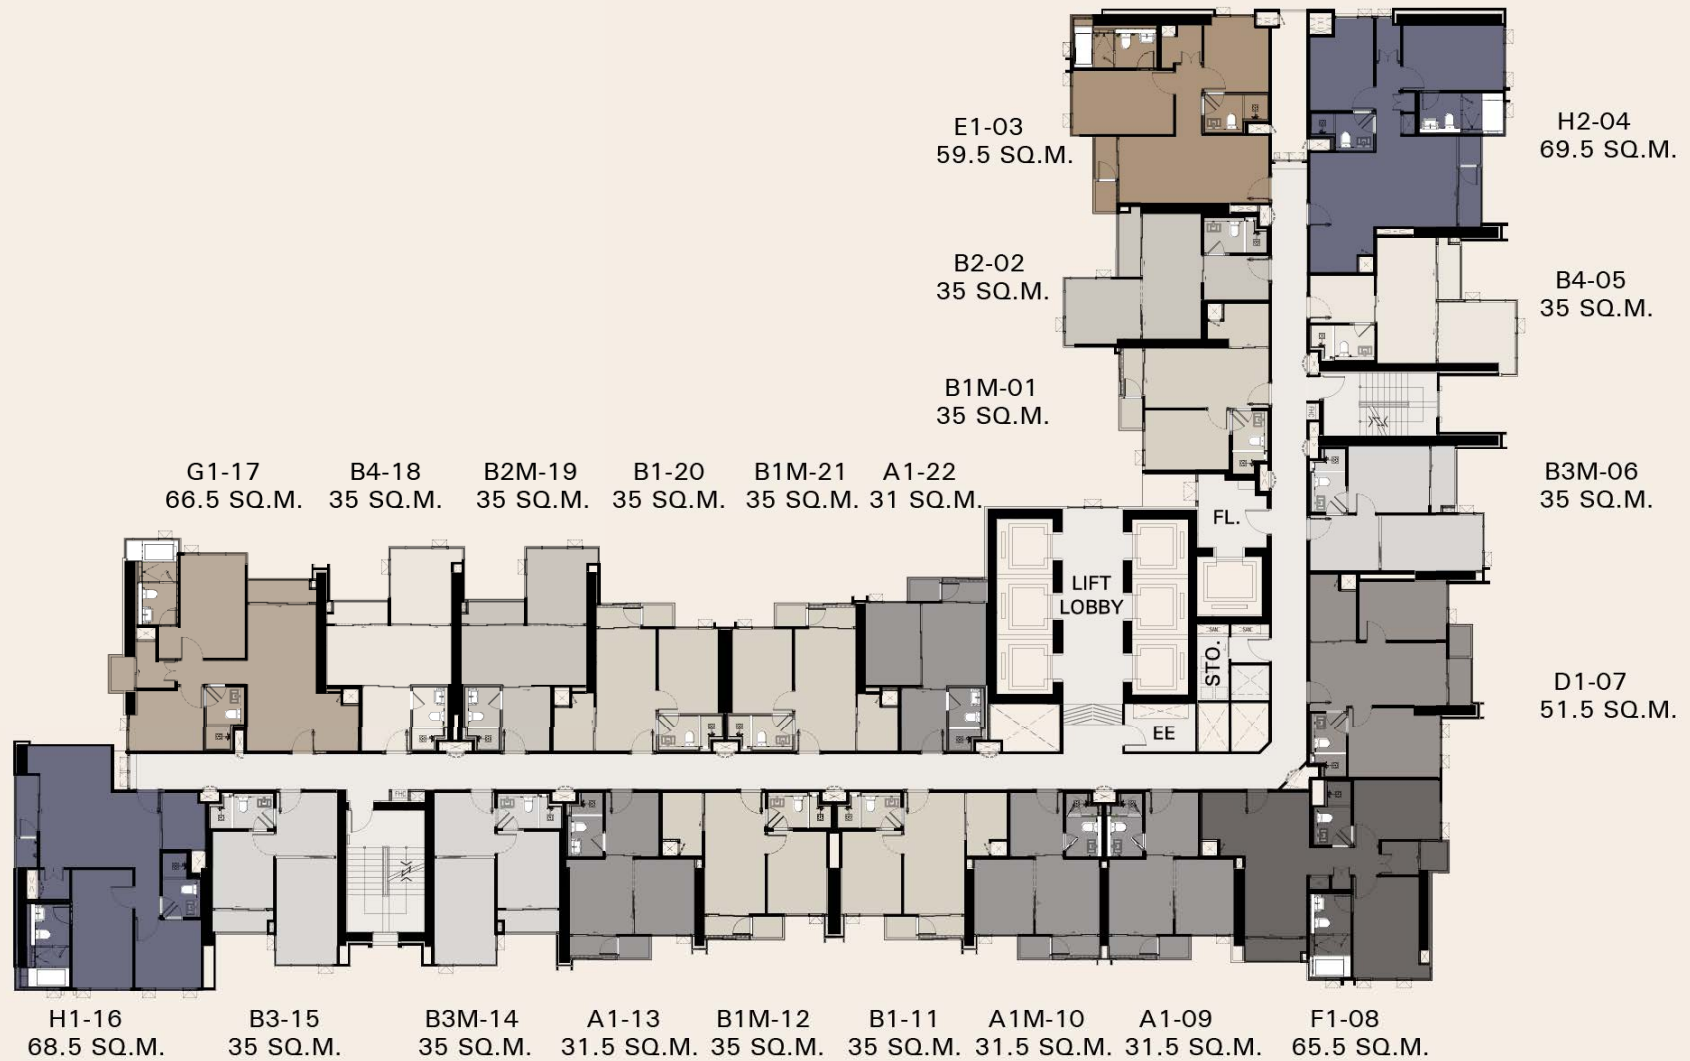 E1-03
59.5 SQ.M.
H2-04
69.5 SQ.M.
B2-02
35 SQ.M.
B4-05
35 SQ.M.
B1M-01
35 SQ.M.
FHC
G1-17
66.5 SQ.M.
B4-18
35 SQ.M.
B2M-19
35 SQ.M.
B1-20
35 SQ.M.
B1M-21
35 SQ.M.
A1-22
31 SQ.M.
B3M-06
35 SQ.M.
FL.
LIFT
LOBBY
STO.
D1-07
51.5 SQ.M.
EE
FHC
H1-16
68.5 SQ.M.
B3-15
35 SQ.M.
B3M-14
35 SQ.M.
A1-13
31.5 SQ.M.
B1M-12
35 SQ.M.
B1-11
35 SQ.M.
A1M-10
31.5 SQ.M.
A1-09
31.5 SQ.M.
F1-08
65.5 SQ.M.